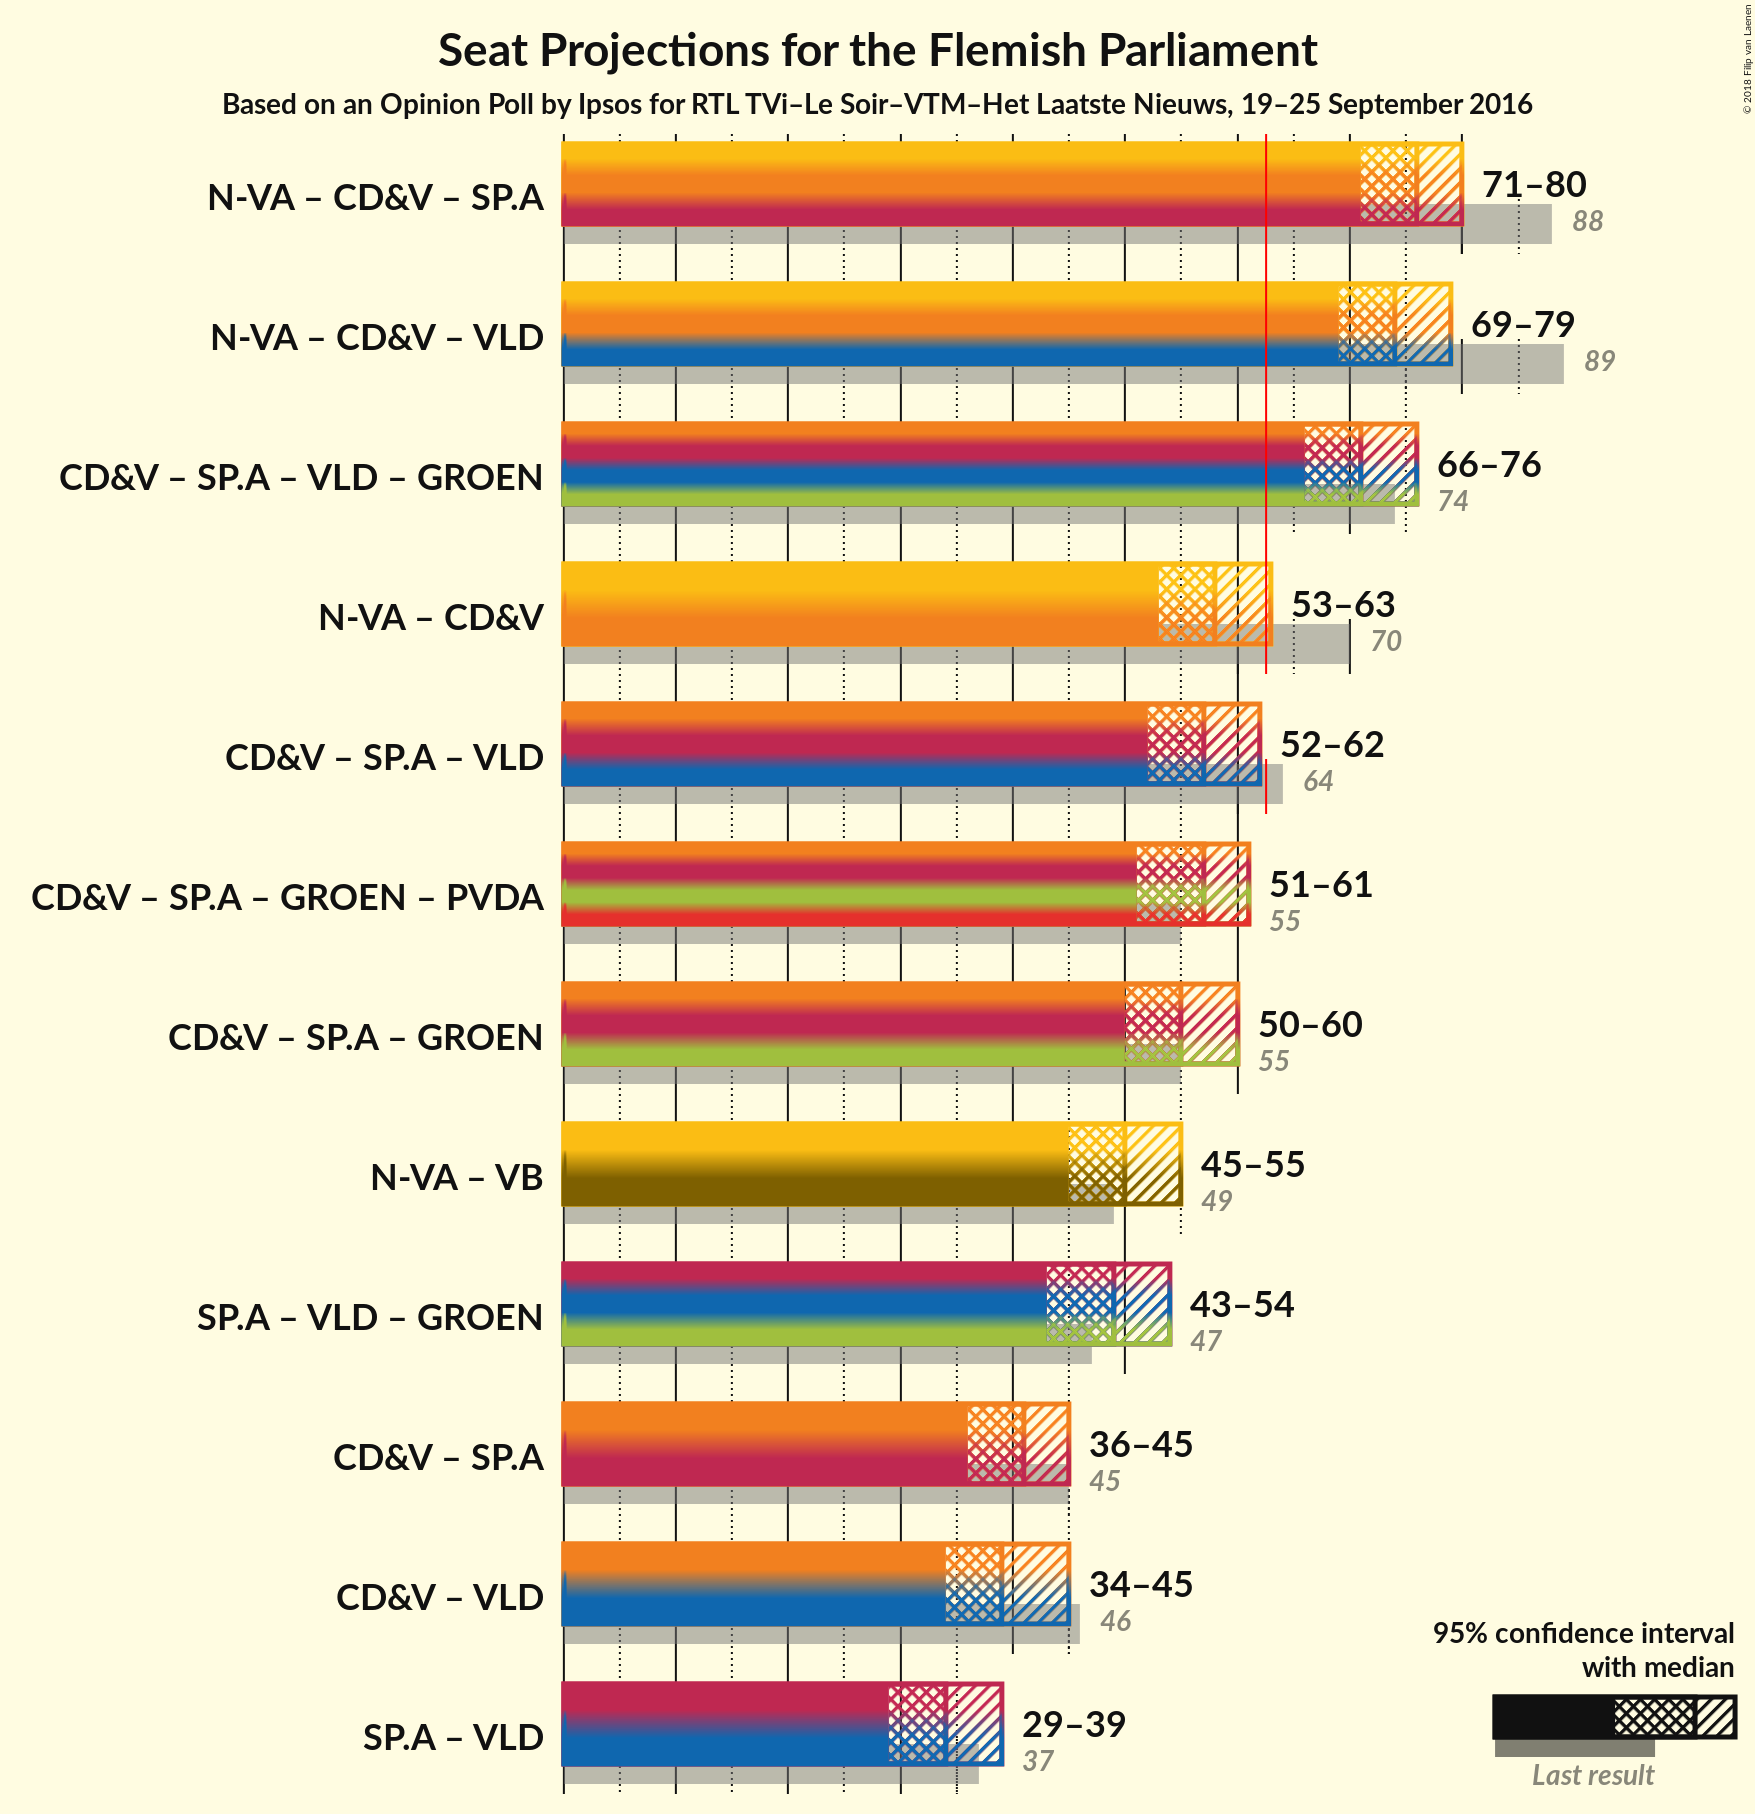 Seat Projections for the Flemish Parliament
Based on an Opinion Poll by Ipsos for RTL TVi–Le Soir–VTM–Het Laatste Nieuws, 19–25 September 2016
© 2018 Filip van Laenen
N-VA – CD&V – SP.A
71–80
88
N-VA – CD&V – VLD
69–79
89
CD&V – SP.A – VLD – GROEN
66–76
74
N-VA – CD&V
53–63
70
CD&V – SP.A – VLD
52–62
64
CD&V – SP.A – GROEN – PVDA
51–61
55
CD&V – SP.A – GROEN
50–60
55
N-VA – VB
45–55
49
SP.A – VLD – GROEN
43–54
47
CD&V – SP.A
36–45
45
CD&V – VLD
34–45
46
SP.A – VLD
29–39
37
95% confidence interval
with median
Last result